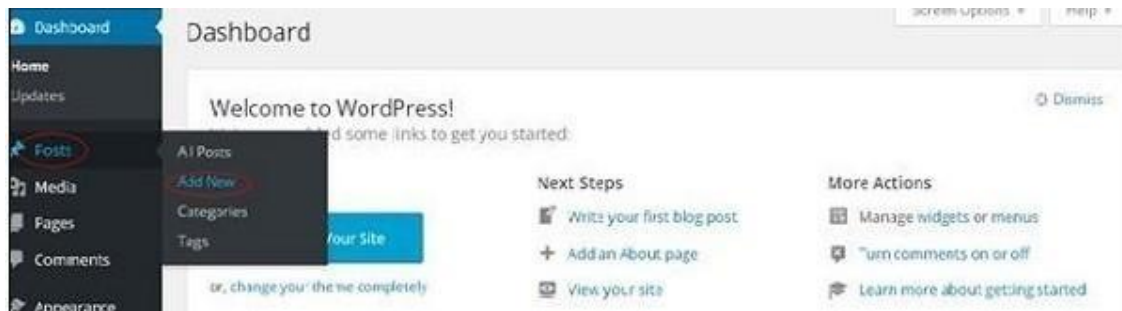 Dashboard
Home
Updates
Posts
Media
Pages
Comments
Appearance
All Posts
Add New
Categories
Tags
Screen Options
Help
Dashboard
Welcome to WordPress!
some links to get you started:
Dismiss
Your Site
or, change your theme completely
Next Steps
Write your first blog post
Add an About page
View your site
More Actions
Manage widgets or menus
Turn comments on or off
Learn more about getting started